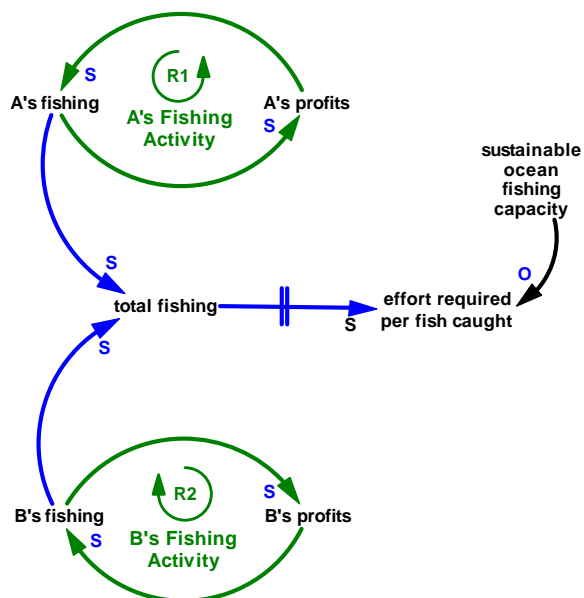 S
R1
A's fishing
A's profits
A's Fishing
Activity
S
sustainable
ocean
fishing
capacity
S
O
total fishing
effort required
per fish caught
S
S
B's fishing
R2
S
B's profits
S
B's Fishing
Activity